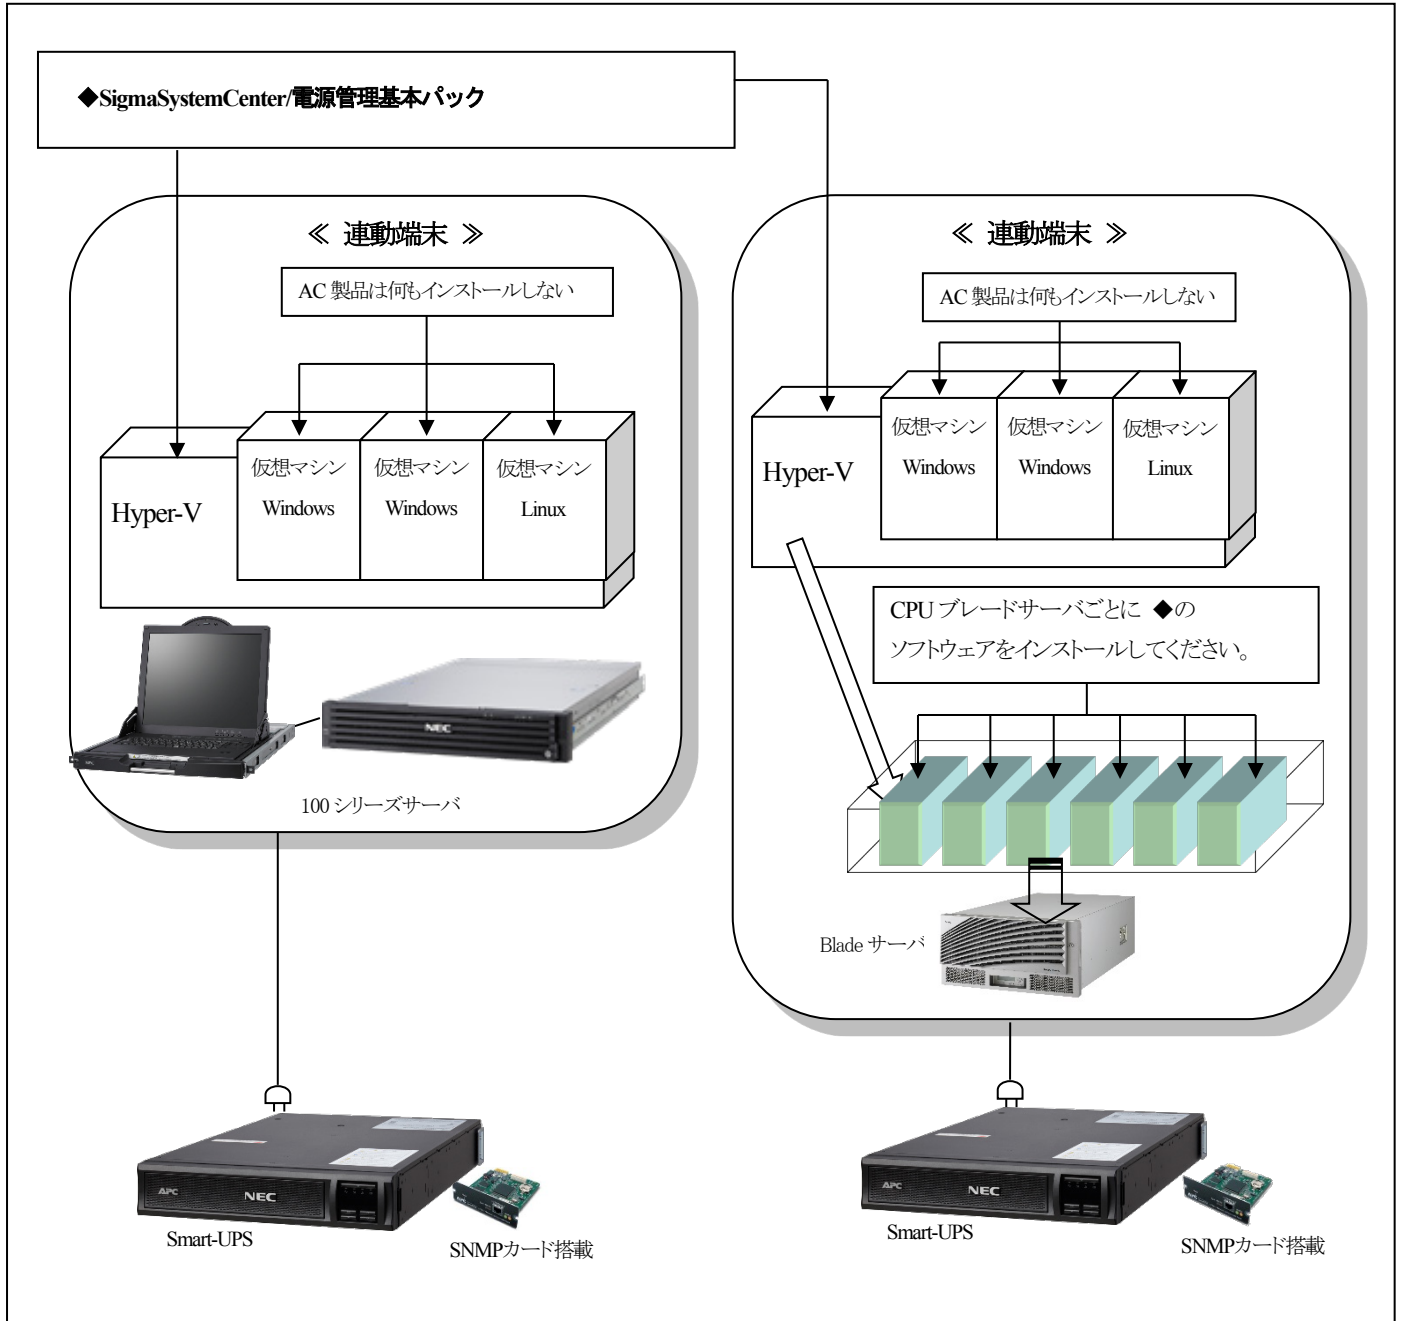 ◆SigmaSystemCenter/電源管理基本パック
≪ 連動端末 ≫
AC 製品は何もインストールしない
Hyper-V
仮想マシン
Windows
仮想マシン
Windows
仮想マシン
Linux
NEC
100 シリーズサーバ
APC
NEC
Smart-UPS
SNMPカード搭載
≪ 連動端末 ≫
AC 製品は何もインストールしない
Hyper-V
仮想マシン
Windows
仮想マシン
Windows
仮想マシン
Linux
CPU ブレードサーバごとに ◆の
ソフトウェアをインストールしてください。
Blade サーバ
APC
NEC
Smart-UPS
SNMPカード搭載